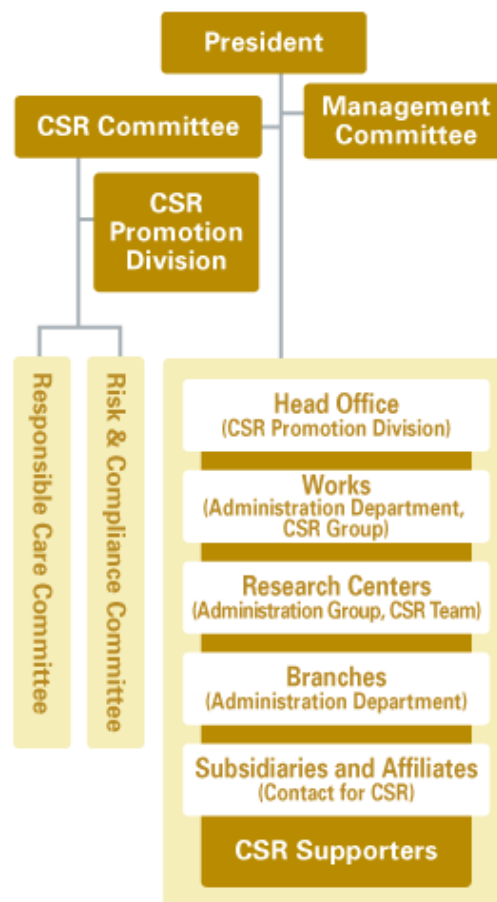 President
CSR Committee
Management
Committee
CSR
Promotion
Division
Responsible Care Committee
Risk & Compliance Committee
Head Office
(CSR Promotion Division)
Works
(Administration Department,
CSR Group)
Research Centers
(Administration Group, CSR Team)
Branches
(Administration Department)
Subsidiaries and Affiliates
(Contact for CSR)
CSR Supporters